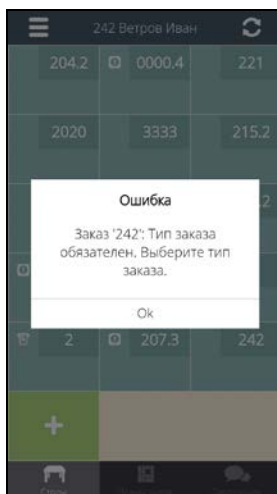 242 Ветров Иван
204.2 0000.4 221
2020 3333 215.2
Ошибка
Заказ '242': Тип заказа
обязателен. Выберите тип
заказа.
Ok
2 207.3 242
+